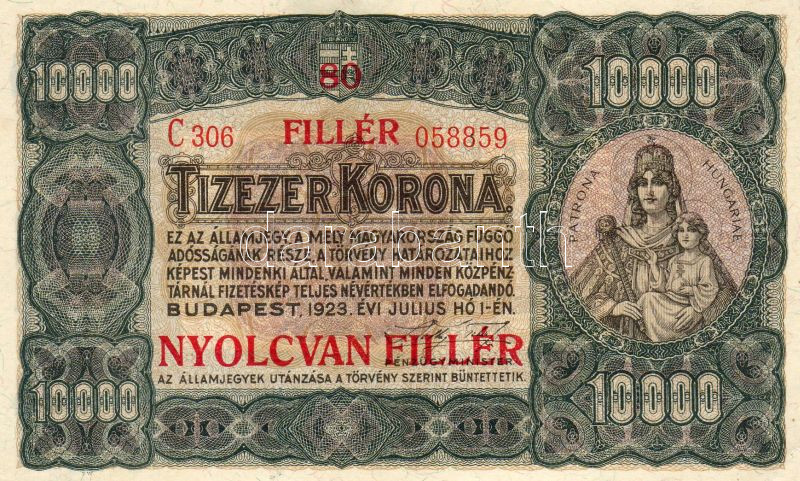 10000
80
10000
C 306 FILLÉR 058859
TIZEZER KORONA.
EZ AZ ÁLLAMJEGY, A MELY MAGYARORSZÁG FÜGGŐ
ADÓSSÁGÁNAK RÉSZE, A TÖRVÉNY HATÁROZATAIHOZ
KÉPEST MINDENKI ÁLTAL, VALAMINT MINDEN KÖZPÉNZ-
TÁRNÁL FIZETÉSKÉP TELJES NÉVÉRTÉKBEN ELFOGADANDÓ.
BUDAPEST, 1923. ÉVI JULIUS HÓ 1-ÉN.
NYOLCVAN FILLÉR
PÉNZÜGYMINISTER.
AZ ÁLLAMJEGYEK UTÁNZÁSA A TÖRVÉNY SZERINT BÜNTETTETIK.
PATRONA HUNGARIAE
10000
10000